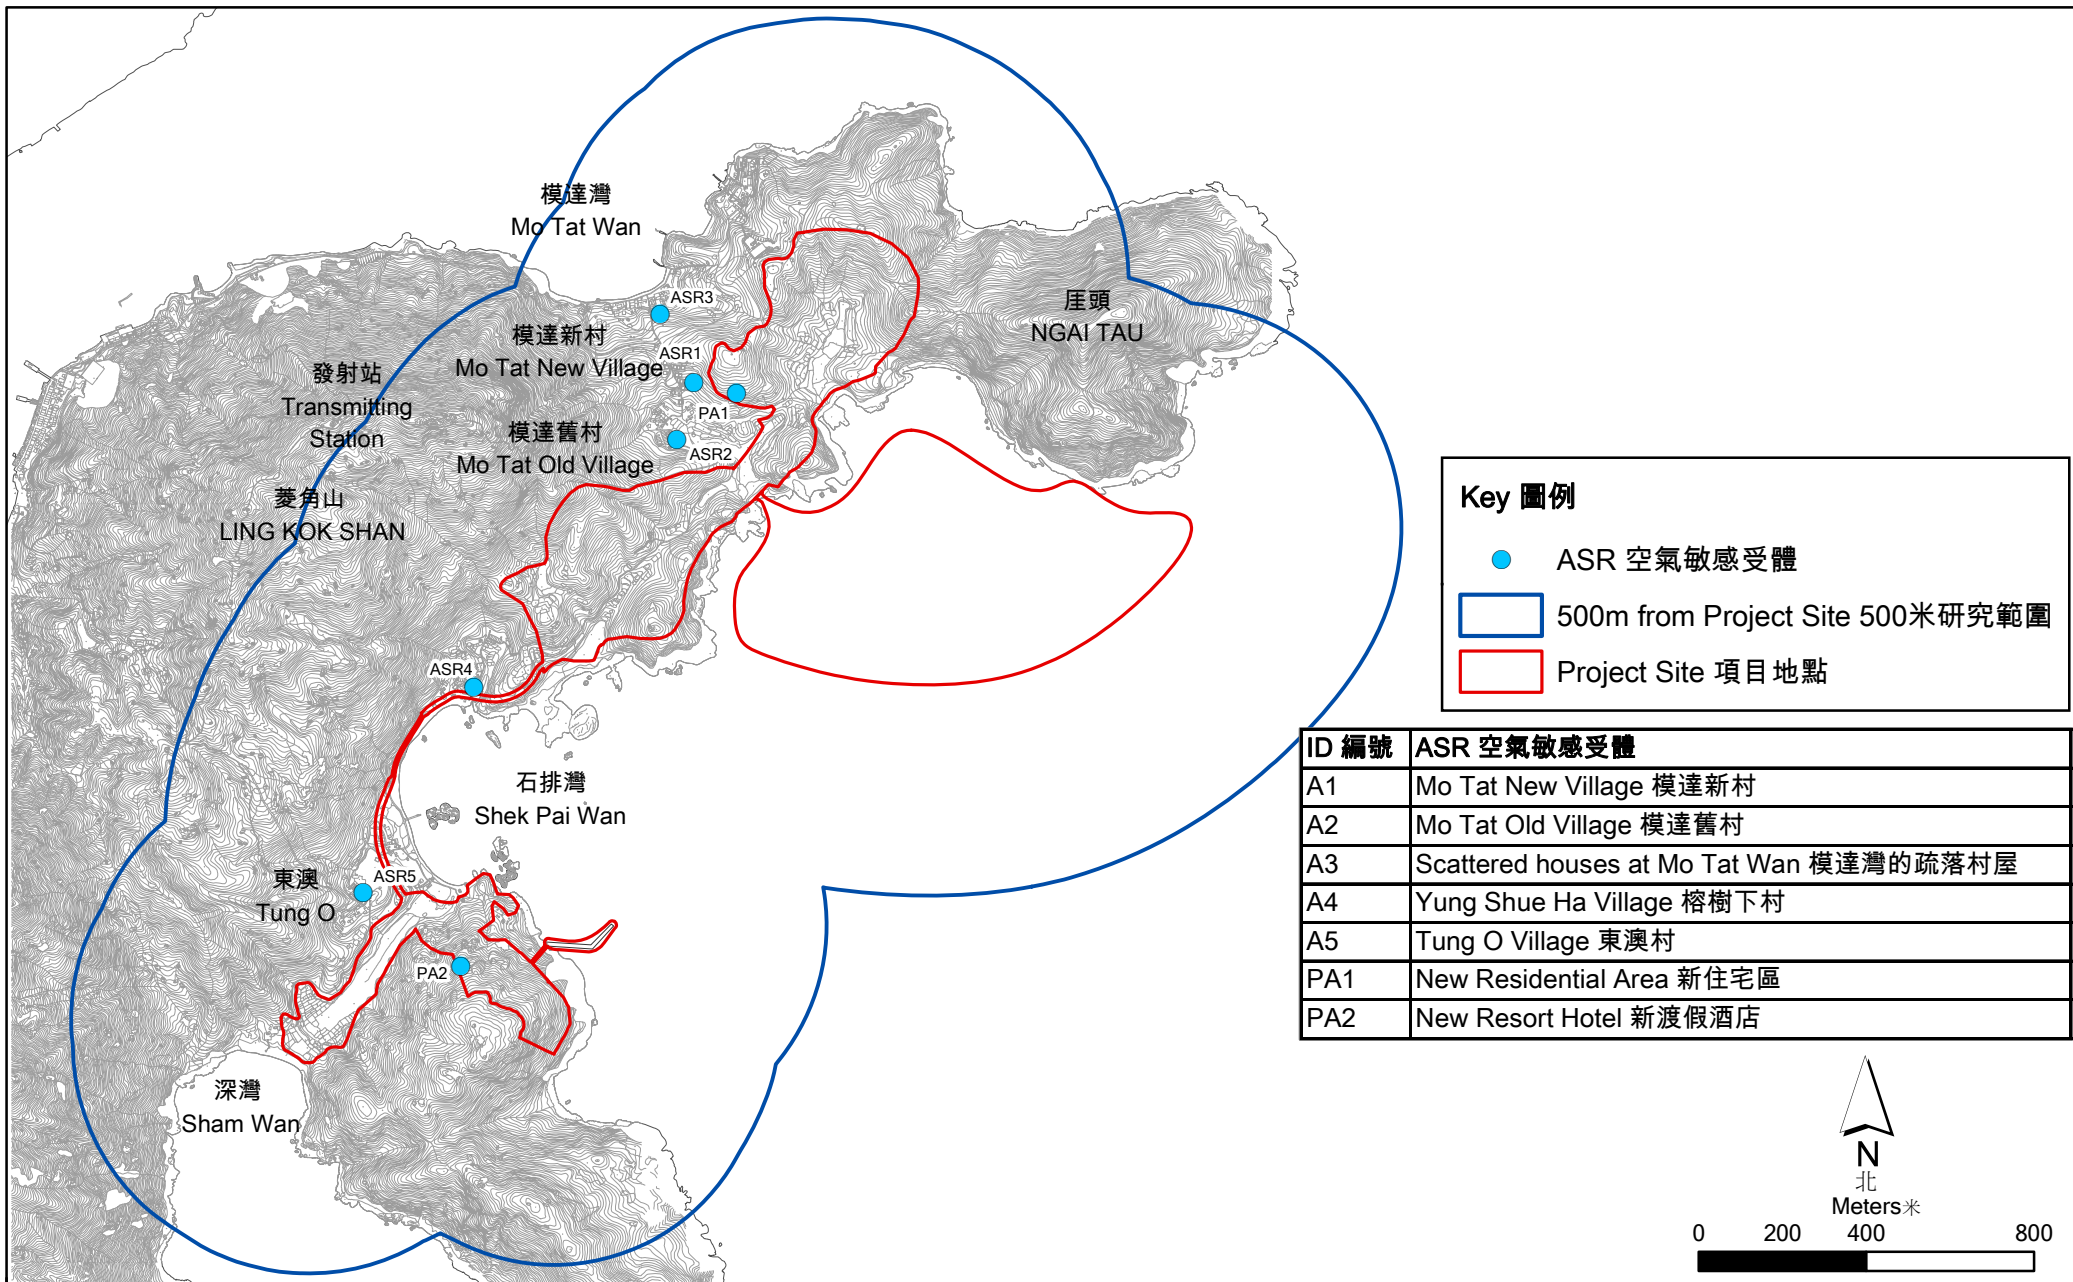 模達灣
Mo Tat Wan
ASR3
厓頭
NGAI TAU
模達新村
Mo Tat New Village
ASR1
發射站
Transmitting
Station
PA1
模達舊村
Mo Tat Old Village
ASR2
菱角山
LING KOK SHAN
ASR4
石排灣
Shek Pai Wan
東澳
Tung O
ASR5
PA2
深灣
Sham Wan
Key 圖例
ASR 空氣敏感受體
500m from Project Site 500米研究範圍
Project Site 項目地點
ID 編號 ASR 空氣敏感受體
A1 Mo Tat New Village 模達新村
A2 Mo Tat Old Village 模達舊村
A3 Scattered houses at Mo Tat Wan 模達灣的疏落村屋
A4 Yung Shue Ha Village 榕樹下村
A5 Tung O Village 東澳村
PA1 New Residential Area 新住宅區
PA2 New Resort Hotel 新渡假酒店
N
北
Meters米
0 200 400 800